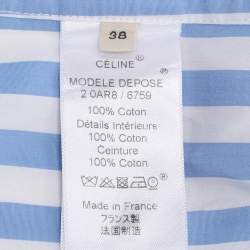 38
CÉLINE
MODELE DEPOSE
2 0AR8 / 6759
100% Coton
Détails Intérieurs
100% Coton
Ceinture
100% Coton
Made in France
フランス製
法国制造